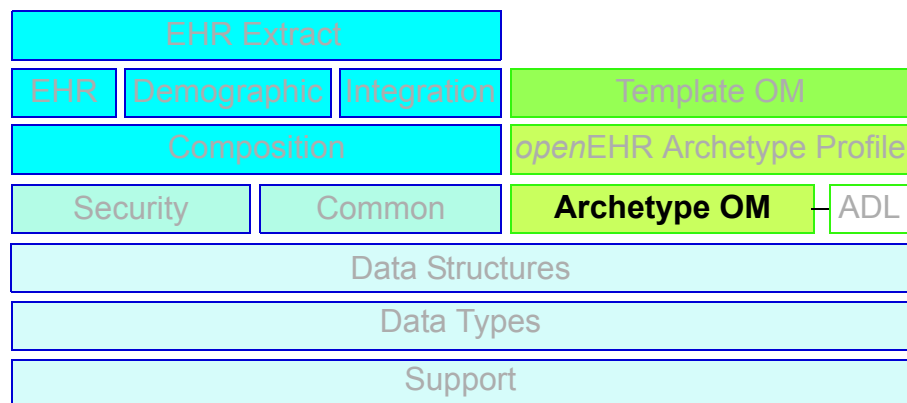 EHR Extract
EHR Demographic Integration Template OM
Composition openEHR Archetype Profile
Security Common Archetype OM ADL
Data Structures
Data Types
Support